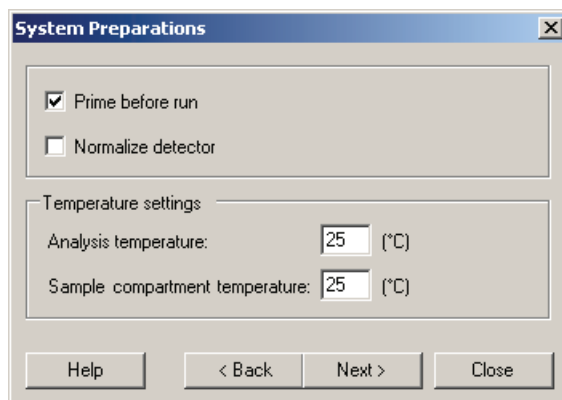 System Preparations
Prime before run
Normalize detector
Temperature settings
Analysis temperature: 25 (°C)
Sample compartment temperature: 25 (°C)
Help < Back Next > Close